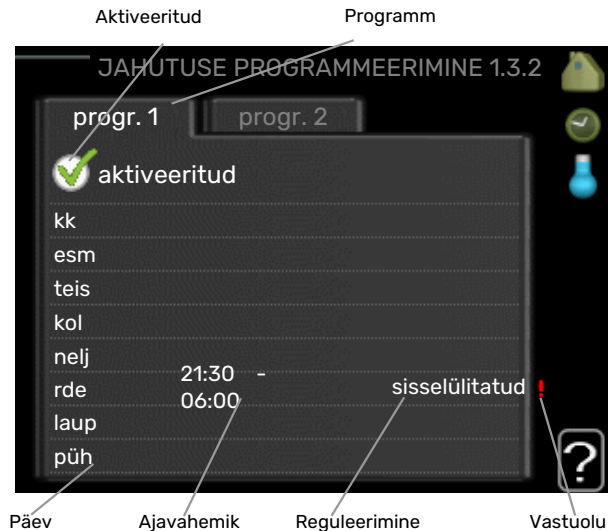 Aktiveeritud Programm
JAHUTUSE PROGRAMMEERIMINE 1.3.2
progr. 1 progr. 2
aktiveeritud
kk
esm
teis
kol
nelj
21:30 -
rde sisselülitatud !
06:00
laup
püh
?
Päev Ajavahemik Reguleerimine Vastuolu